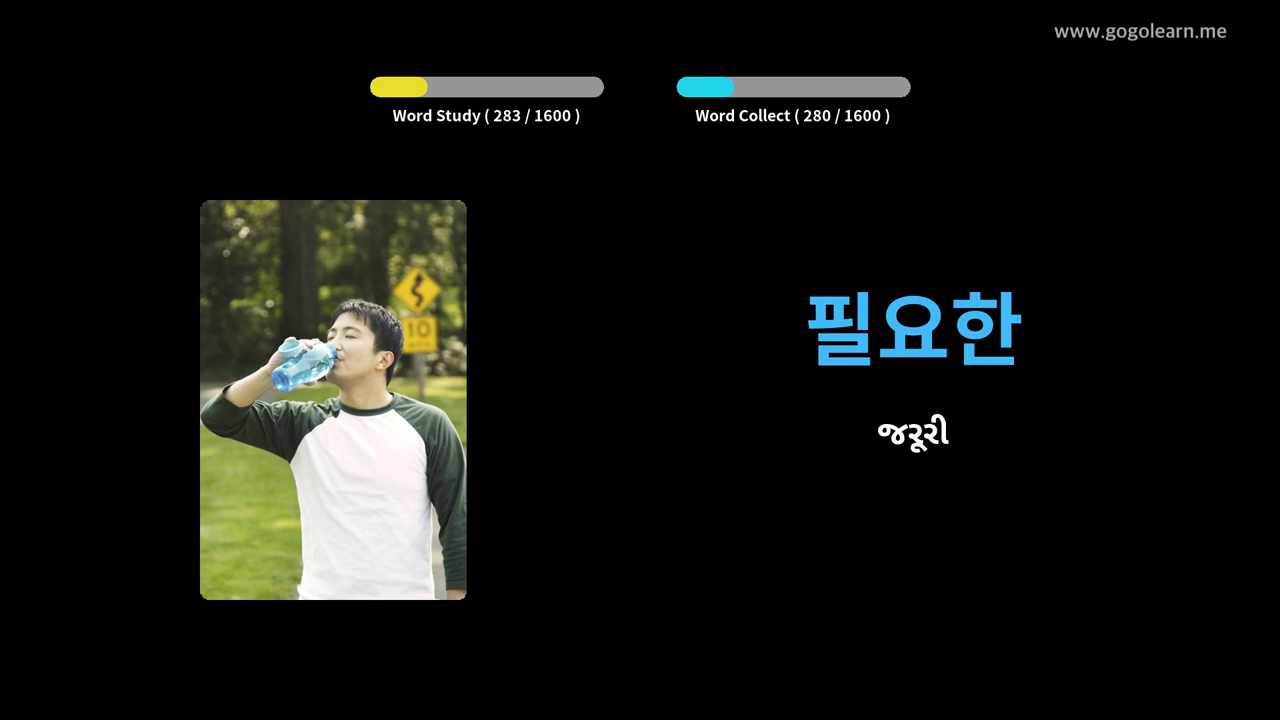 www.gogolearn.me
Word Study ( 283 / 1600 )
Word Collect ( 280 / 1600 )
10
필요한
જરૂરી